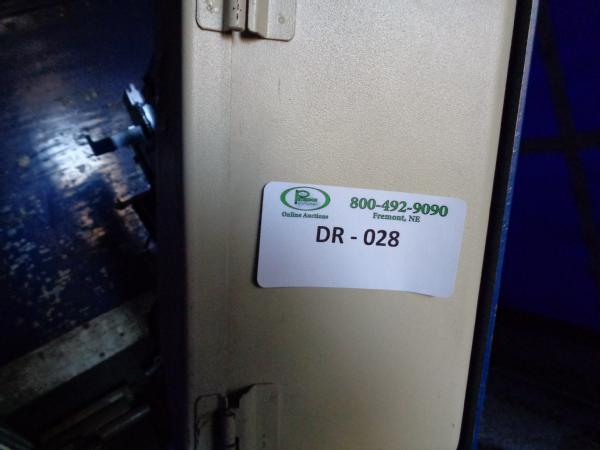 800-492-9090
Fremont, NE
Online Auctions
DR - 028